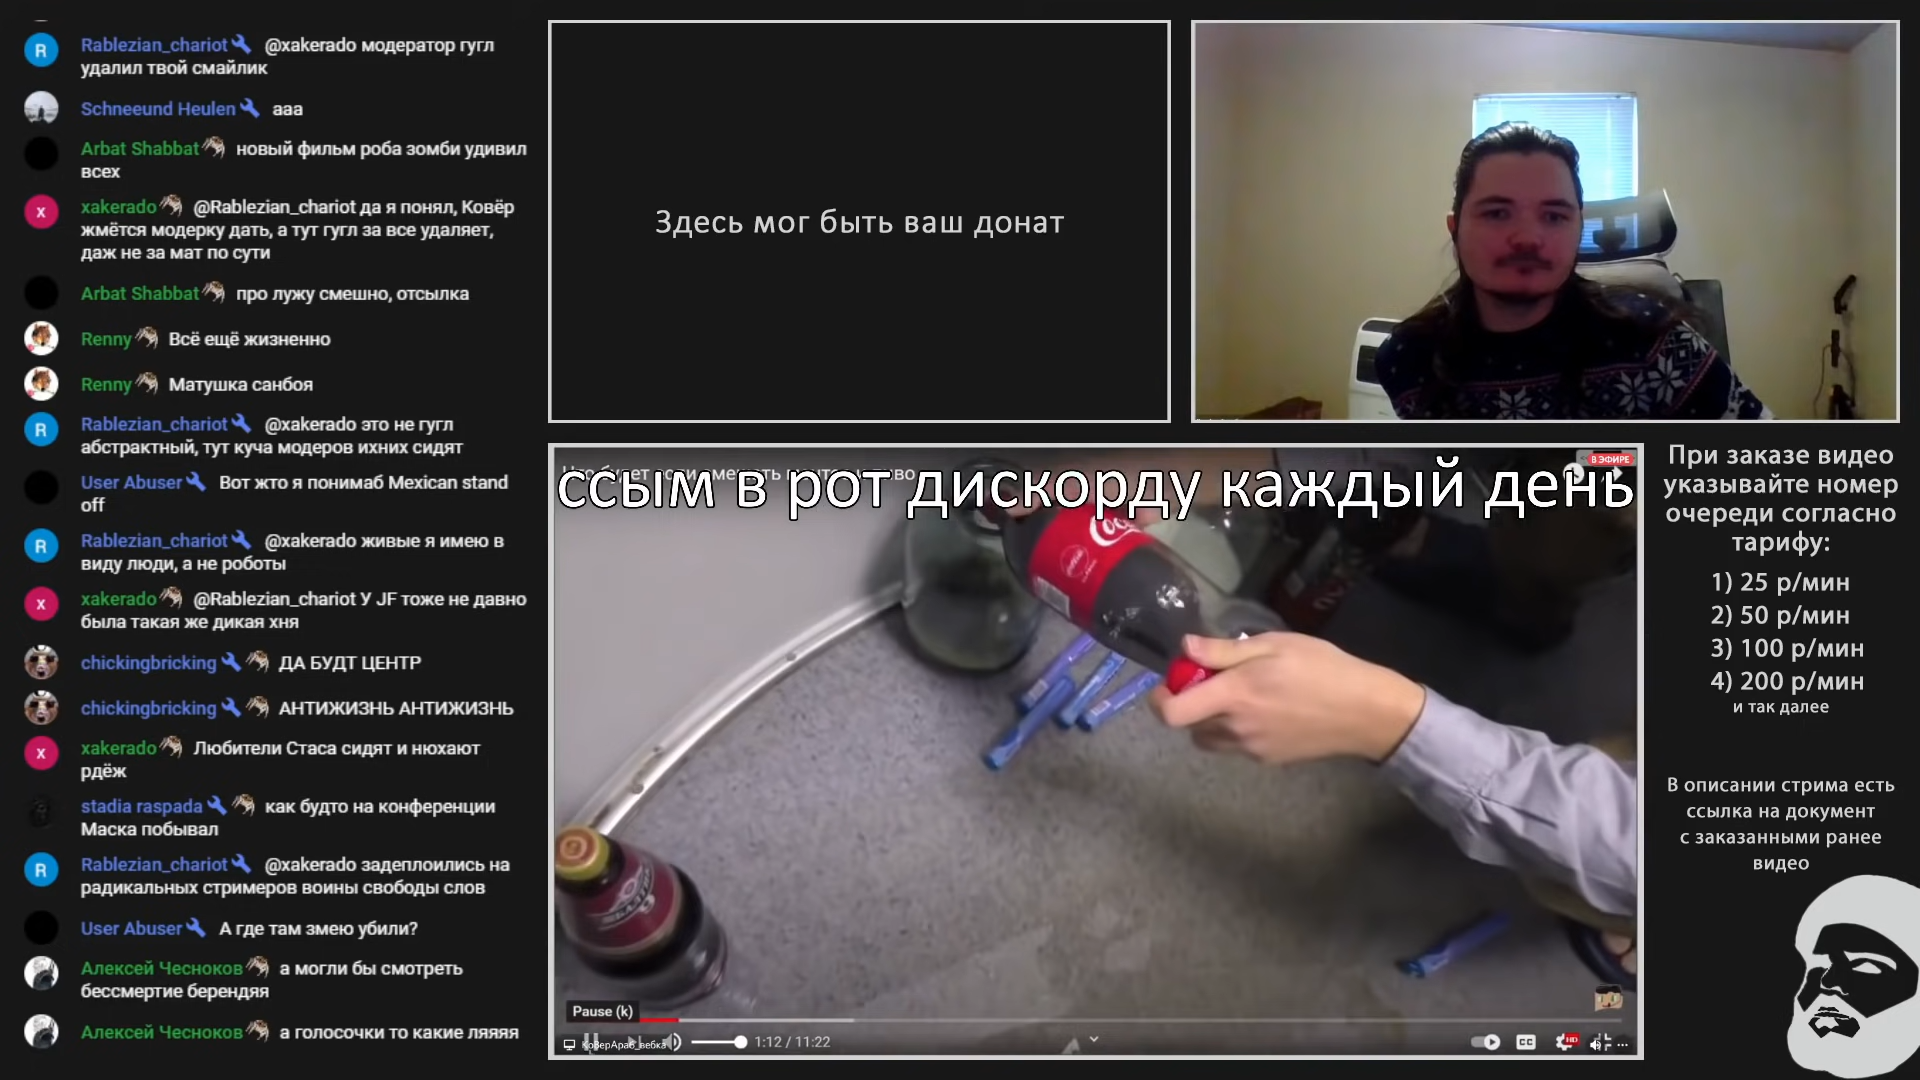 Rablezian_chariot @xakerado модератор гугл
удалил твой смайлик
Schneeund Heulen ааа
Arbat Shabbat новый фильм роба зомби удивил
всех
xakerado @Rablezian_chariot да я понял, Ковёр
жмётся модерку дать, а тут гугл за все удаляет,
даж не за мат по сути
Arbat Shabbat про лужу смешно, отсылка
Renny Всё ещё жизненно
Renny Матушка санбоя
Rablezian_chariot @xakerado это не гугл
абстрактный, тут куча модеров ихних сидят
User Abuser Вот жто я понимаб Mexican stand
off
Rablezian_chariot @xakerado живые я имею в
виду люди, а не роботы
xakerado @Rablezian_chariot У JF тоже не давно
была такая же дикая хня
chickingbricking ДА БУДТ ЦЕНТР
chickingbricking АНТИЖИЗНЬ АНТИЖИЗНЬ
xakerado Любители Стаса сидят и нюхают
рдёж
stadia raspada как будто на конференции
Маска побывал
Rablezian_chariot @xakerado задеплоились на
радикальных стримеров воины свободы слов
User Abuser А где там змею убили?
Алексей Чесноков а могли бы смотреть
бессмертие берендяя
Алексей Чесноков а голосочки то какие ляяяя
Здесь мог быть ваш донат
В ЭФИРЕ
ссым в рот дискорду каждый день
Coca
Pause (k)
КоверАраб_вебка
1:12 / 11:22
CC
HD
При заказе видео
указывайте номер
очереди согласно
тарифу:
1) 25 р/мин
2) 50 р/мин
3) 100 р/мин
4) 200 р/мин
и так далее
В описании стрима есть
ссылка на документ
с заказанными ранее
видео